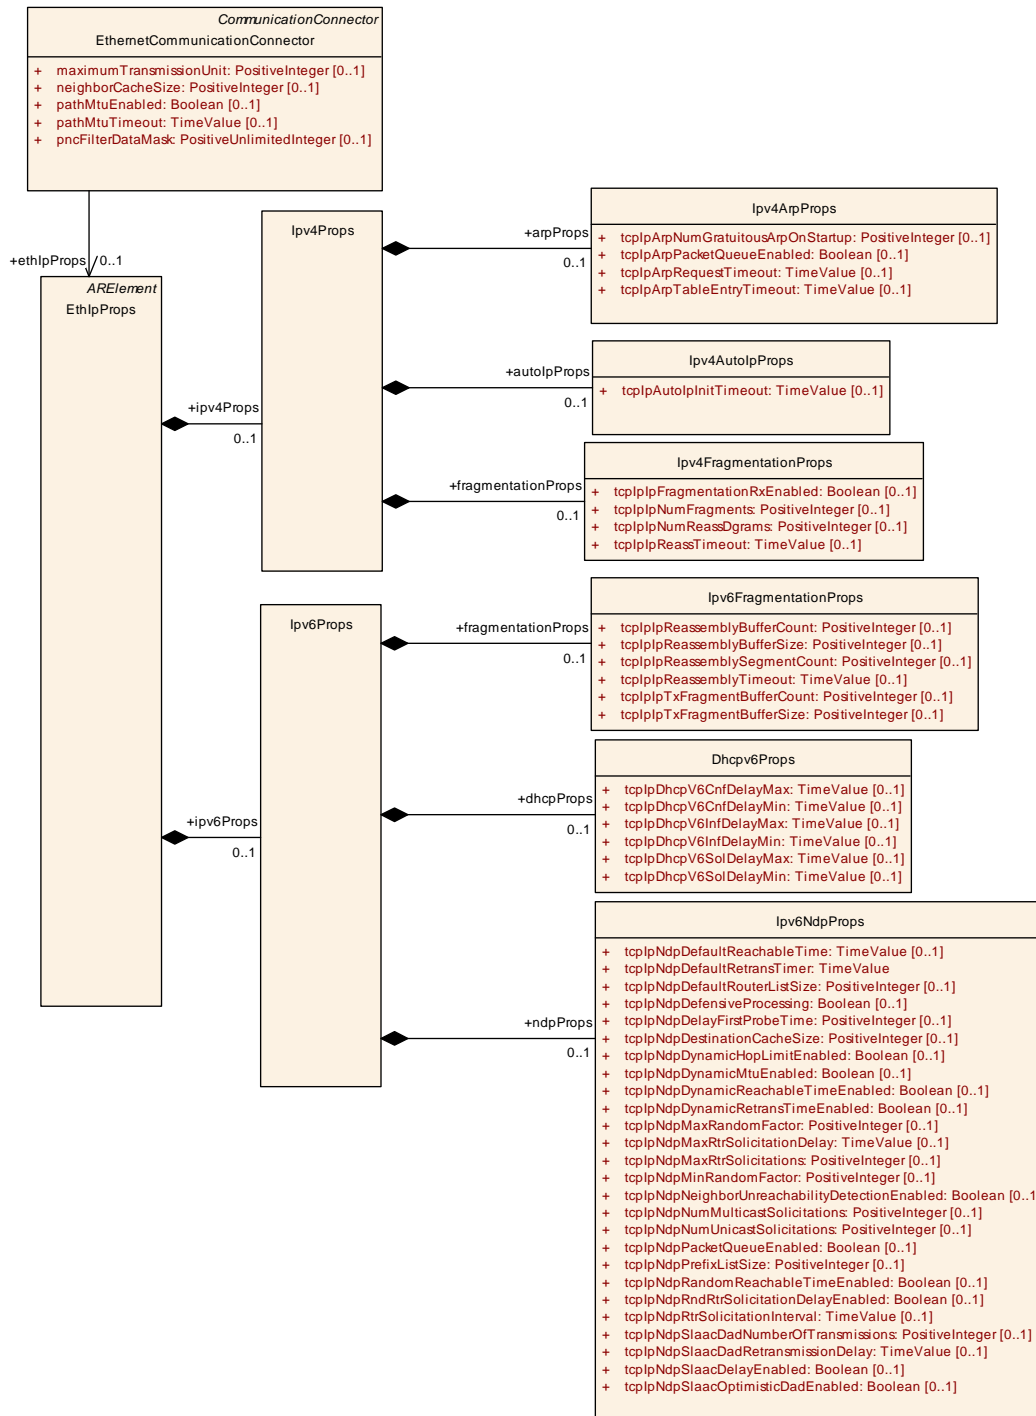 CommunicationConnector
EthernetCommunicationConnector
+ maximumTransmissionUnit: PositiveInteger [0..1]
+ neighborCacheSize: PositiveInteger [0..1]
+ pathMtuEnabled: Boolean [0..1]
+ pathMtuTimeout: TimeValue [0..1]
+ pncFilterDataMask: PositiveUnlimitedInteger [0..1]
+ethIpProps
0..1
ARElement
EthIpProps
+ipv4Props
0..1
Ipv4Props
+arpProps
0..1
Ipv4ArpProps
+ tcpIpArpNumGratuitousArpOnStartup: PositiveInteger [0..1]
+ tcpIpArpPacketQueueEnabled: Boolean [0..1]
+ tcpIpArpRequestTimeout: TimeValue [0..1]
+ tcpIpArpTableEntryTimeout: TimeValue [0..1]
+autoIpProps
0..1
Ipv4AutoIpProps
+ tcpIpAutoIpInitTimeout: TimeValue [0..1]
+fragmentationProps
0..1
Ipv4FragmentationProps
+ tcpIpIpFragmentationRxEnabled: Boolean [0..1]
+ tcpIpIpNumFragments: PositiveInteger [0..1]
+ tcpIpIpNumReassDgrams: PositiveInteger [0..1]
+ tcpIpIpReassTimeout: TimeValue [0..1]
+ipv6Props
0..1
Ipv6Props
+fragmentationProps
0..1
Ipv6FragmentationProps
+ tcpIpIpReassemblyBufferCount: PositiveInteger [0..1]
+ tcpIpIpReassemblyBufferSize: PositiveInteger [0..1]
+ tcpIpIpReassemblySegmentCount: PositiveInteger [0..1]
+ tcpIpIpReassemblyTimeout: TimeValue [0..1]
+ tcpIpIpTxFragmentBufferCount: PositiveInteger [0..1]
+ tcpIpIpTxFragmentBufferSize: PositiveInteger [0..1]
+dhcpProps
0..1
Dhcpv6Props
+ tcpIpDhcpV6CnfDelayMax: TimeValue [0..1]
+ tcpIpDhcpV6CnfDelayMin: TimeValue [0..1]
+ tcpIpDhcpV6InfDelayMax: TimeValue [0..1]
+ tcpIpDhcpV6InfDelayMin: TimeValue [0..1]
+ tcpIpDhcpV6SolDelayMax: TimeValue [0..1]
+ tcpIpDhcpV6SolDelayMin: TimeValue [0..1]
+ndpProps
0..1
Ipv6NdpProps
+ tcpIpNdpDefaultReachableTime: TimeValue [0..1]
+ tcpIpNdpDefaultRetransTimer: TimeValue
+ tcpIpNdpDefaultRouterListSize: PositiveInteger [0..1]
+ tcpIpNdpDefensiveProcessing: Boolean [0..1]
+ tcpIpNdpDelayFirstProbeTime: PositiveInteger [0..1]
+ tcpIpNdpDestinationCacheSize: PositiveInteger [0..1]
+ tcpIpNdpDynamicHopLimitEnabled: Boolean [0..1]
+ tcpIpNdpDynamicMtuEnabled: Boolean [0..1]
+ tcpIpNdpDynamicReachableTimeEnabled: Boolean [0..1]
+ tcpIpNdpDynamicRetransTimeEnabled: Boolean [0..1]
+ tcpIpNdpMaxRandomFactor: PositiveInteger [0..1]
+ tcpIpNdpMaxRtrSolicitationDelay: TimeValue [0..1]
+ tcpIpNdpMaxRtrSolicitations: PositiveInteger [0..1]
+ tcpIpNdpMinRandomFactor: PositiveInteger [0..1]
+ tcpIpNdpNeighborUnreachabilityDetectionEnabled: Boolean [0..1
+ tcpIpNdpNumMulticastSolicitations: PositiveInteger [0..1]
+ tcpIpNdpNumUnicastSolicitations: PositiveInteger [0..1]
+ tcpIpNdpPacketQueueEnabled: Boolean [0..1]
+ tcpIpNdpPrefixListSize: PositiveInteger [0..1]
+ tcpIpNdpRandomReachableTimeEnabled: Boolean [0..1]
+ tcpIpNdpRndRtrSolicitationDelayEnabled: Boolean [0..1]
+ tcpIpNdpRtrSolicitationInterval: TimeValue [0..1]
+ tcpIpNdpSlaacDadNumberOfTransmissions: PositiveInteger [0..1]
+ tcpIpNdpSlaacDadRetransmissionDelay: TimeValue [0..1]
+ tcpIpNdpSlaacDelayEnabled: Boolean [0..1]
+ tcpIpNdpSlaacOptimisticDadEnabled: Boolean [0..1]